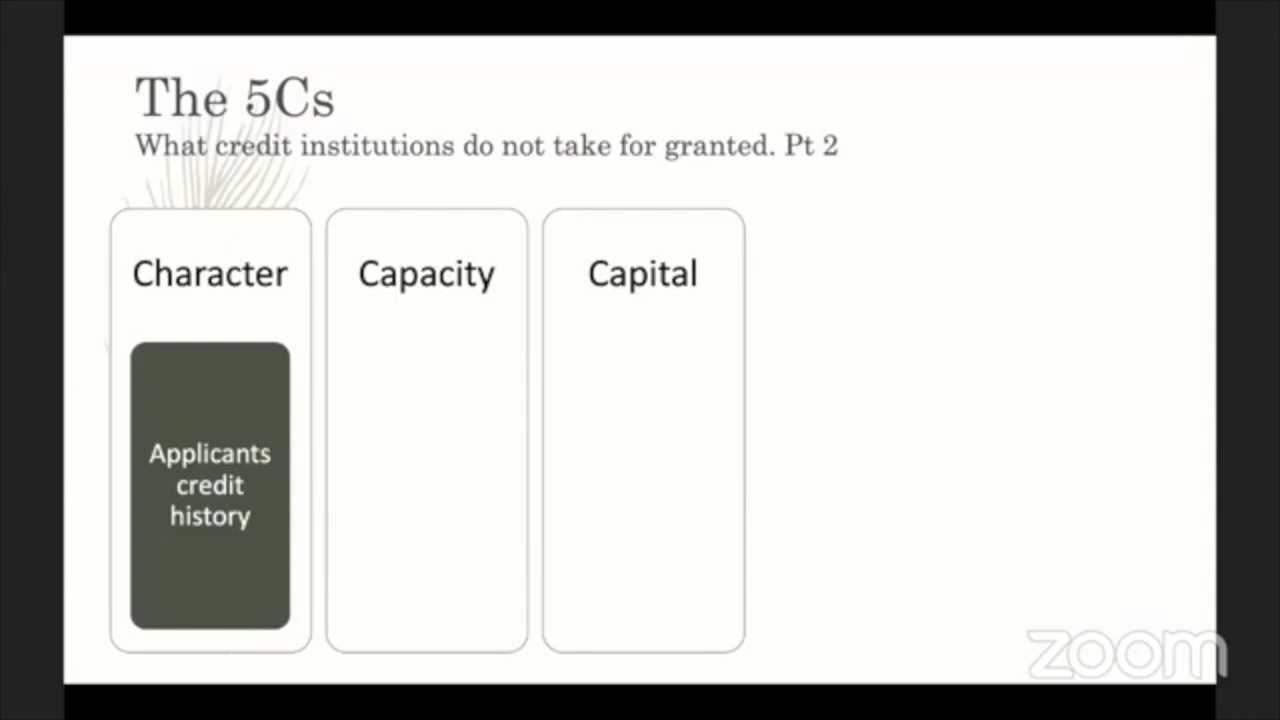 The 5Cs
What credit institutions do not take for granted. Pt 2
Character
Capacity
Capital
Applicants
credit
history
zoom